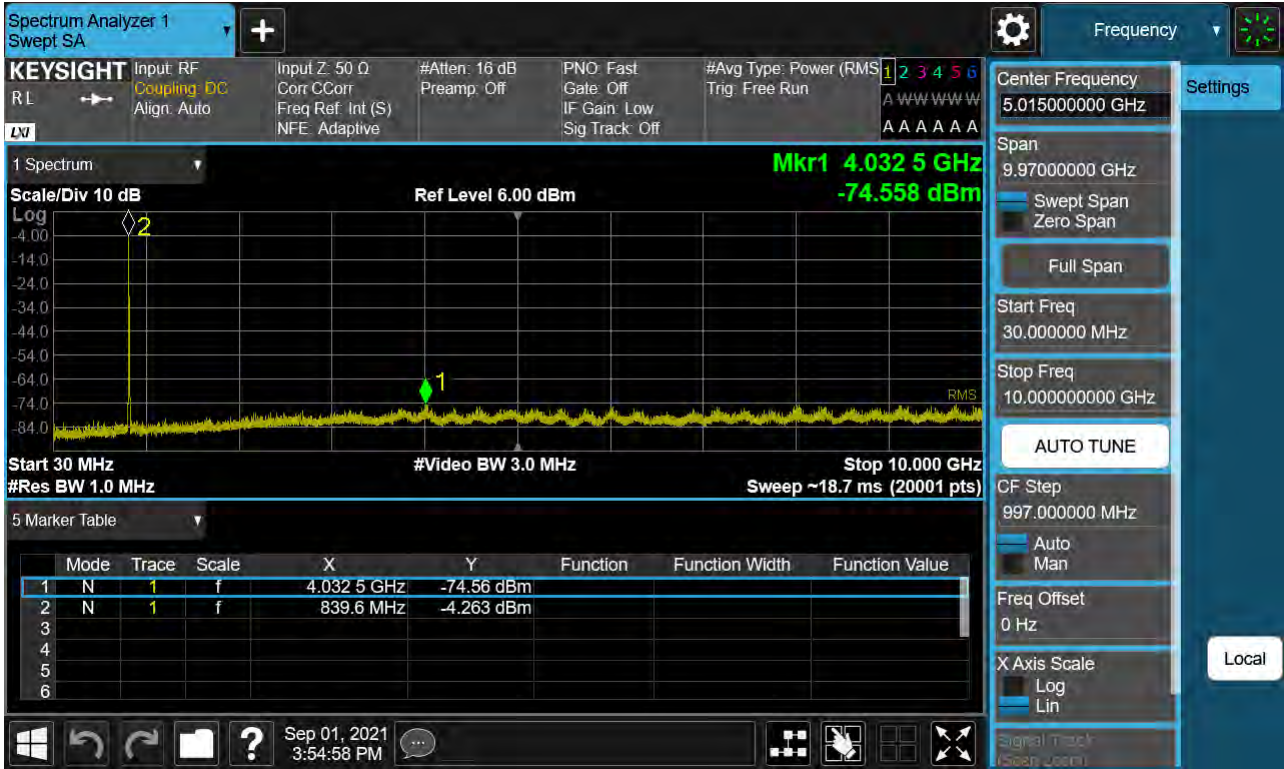 Spectrum Analyzer 1
Swept SA
+
Frequency
KEYSIGHT
R L
LXI
Input: RF
Coupling: DC
Align: Auto
Input Z: 50 Ω
Corr CCorr
Freq Ref: Int (S)
NFE: Adaptive
#Atten: 16 dB
Preamp: Off
PNO: Fast
Gate: Off
IF Gain: Low
Sig Track: Off
#Avg Type: Power (RMS
Trig: Free Run
1 2 3 4 5 6
A W W W W W
A A A A A A
1 Spectrum
Scale/Div 10 dB
Ref Level 6.00 dBm
Mkr1 4.032 5 GHz
-74.558 dBm
Log
-4.00
-14.0
-24.0
-34.0
-44.0
-54.0
-64.0
-74.0
-84.0
2
1
RMS
Start 30 MHz
#Video BW 3.0 MHz
Stop 10.000 GHz
#Res BW 1.0 MHz
Sweep ~18.7 ms (20001 pts)
5 Marker Table
Mode Trace Scale X Y Function Function Width Function Value
1 N 1 f 4.032 5 GHz -74.56 dBm
2 N 1 f 839.6 MHz -4.263 dBm
3
4
5
6
Sep 01, 2021
3:54:58 PM
?
Center Frequency
5.015000000 GHz
Settings
Span
9.97000000 GHz
Swept Span
Zero Span
Full Span
Start Freq
30.000000 MHz
Stop Freq
10.000000000 GHz
AUTO TUNE
CF Step
997.000000 MHz
Auto
Man
Freq Offset
0 Hz
X Axis Scale
Log
Lin
Local
Signal Track
(Span Zoom)